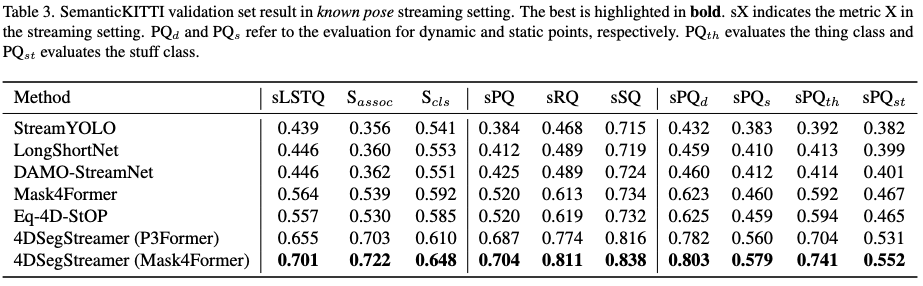 Table 3. SemanticKITTI validation set result in known pose streaming setting. The best is highlighted in bold. sX indicates the metric X in
the streaming setting. PQd and PQs refer to the evaluation for dynamic and static points, respectively. PQth evaluates the thing class and
PQst evaluates the stuff class.
Method sLSTQ Sassoc Scls sPQ sRQ sSQ sPQd sPQs sPQth sPQst
StreamYOLO 0.439 0.356 0.541 0.384 0.468 0.715 0.432 0.383 0.392 0.382
LongShortNet 0.446 0.360 0.553 0.412 0.489 0.719 0.459 0.410 0.413 0.399
DAMO-StreamNet 0.446 0.362 0.551 0.425 0.489 0.724 0.460 0.412 0.414 0.401
Mask4Former 0.564 0.539 0.592 0.520 0.613 0.734 0.623 0.460 0.592 0.467
Eq-4D-StOP 0.557 0.530 0.585 0.520 0.619 0.732 0.625 0.459 0.594 0.465
4DSegStreamer (P3Former) 0.655 0.703 0.610 0.687 0.774 0.816 0.782 0.560 0.704 0.531
4DSegStreamer (Mask4Former) 0.701 0.722 0.648 0.704 0.811 0.838 0.803 0.579 0.741 0.552